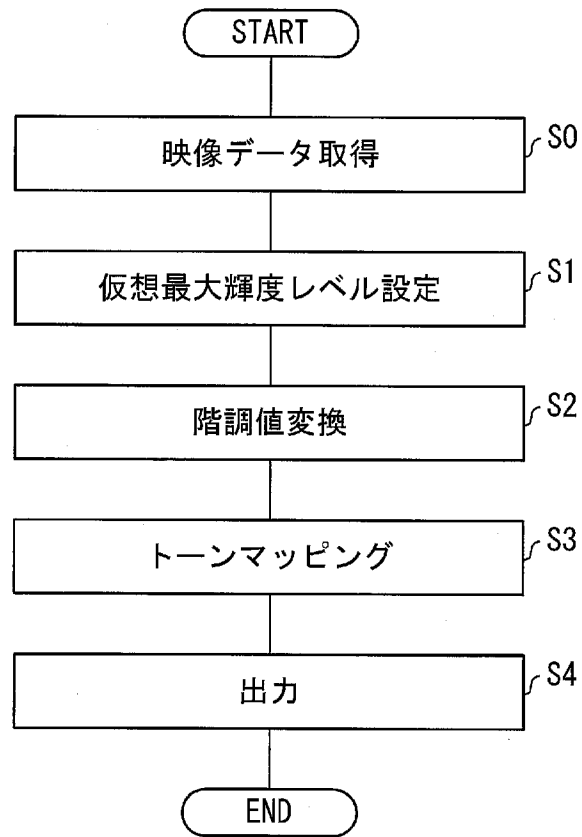 START
映像データ取得
S0
仮想最大輝度レベル設定
S1
階調値変換
S2
トーンマッピング
S3
出力
S4
END